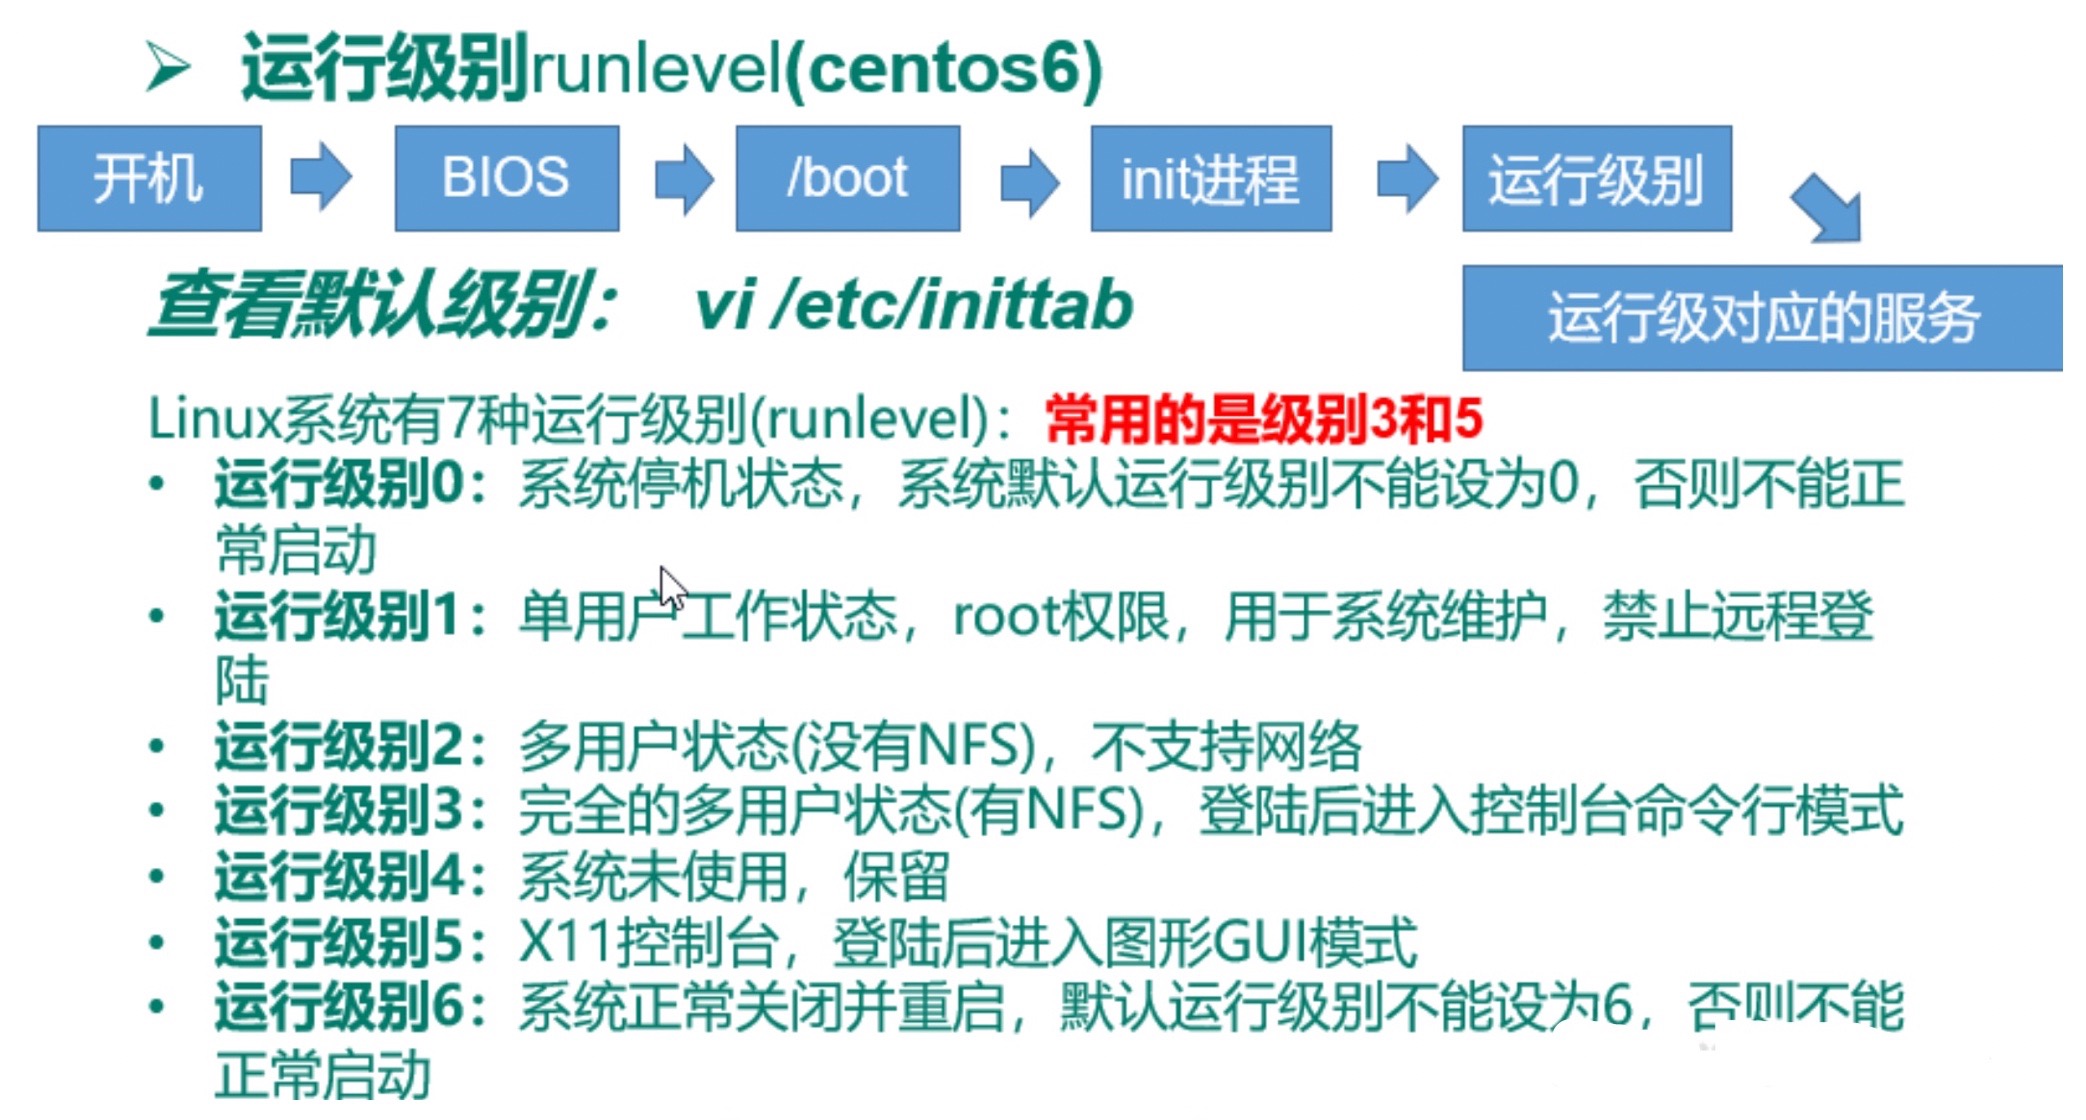 运行级别runlevel(centos6)
开机
BIOS
/boot
init进程
运行级别
查看默认级别： vi /etc/inittab
运行级对应的服务
Linux系统有7种运行级别(runlevel)：常用的是级别3和5
• 运行级别0：系统停机状态，系统默认运行级别不能设为0，否则不能正
常启动
• 运行级别1：单用户工作状态，root权限，用于系统维护，禁止远程登
陆
• 运行级别2：多用户状态(没有NFS)，不支持网络
• 运行级别3：完全的多用户状态(有NFS)，登陆后进入控制台命令行模式
• 运行级别4：系统未使用，保留
• 运行级别5：X11控制台，登陆后进入图形GUI模式
• 运行级别6：系统正常关闭并重启，默认运行级别不能设为6，否则不能
正常启动